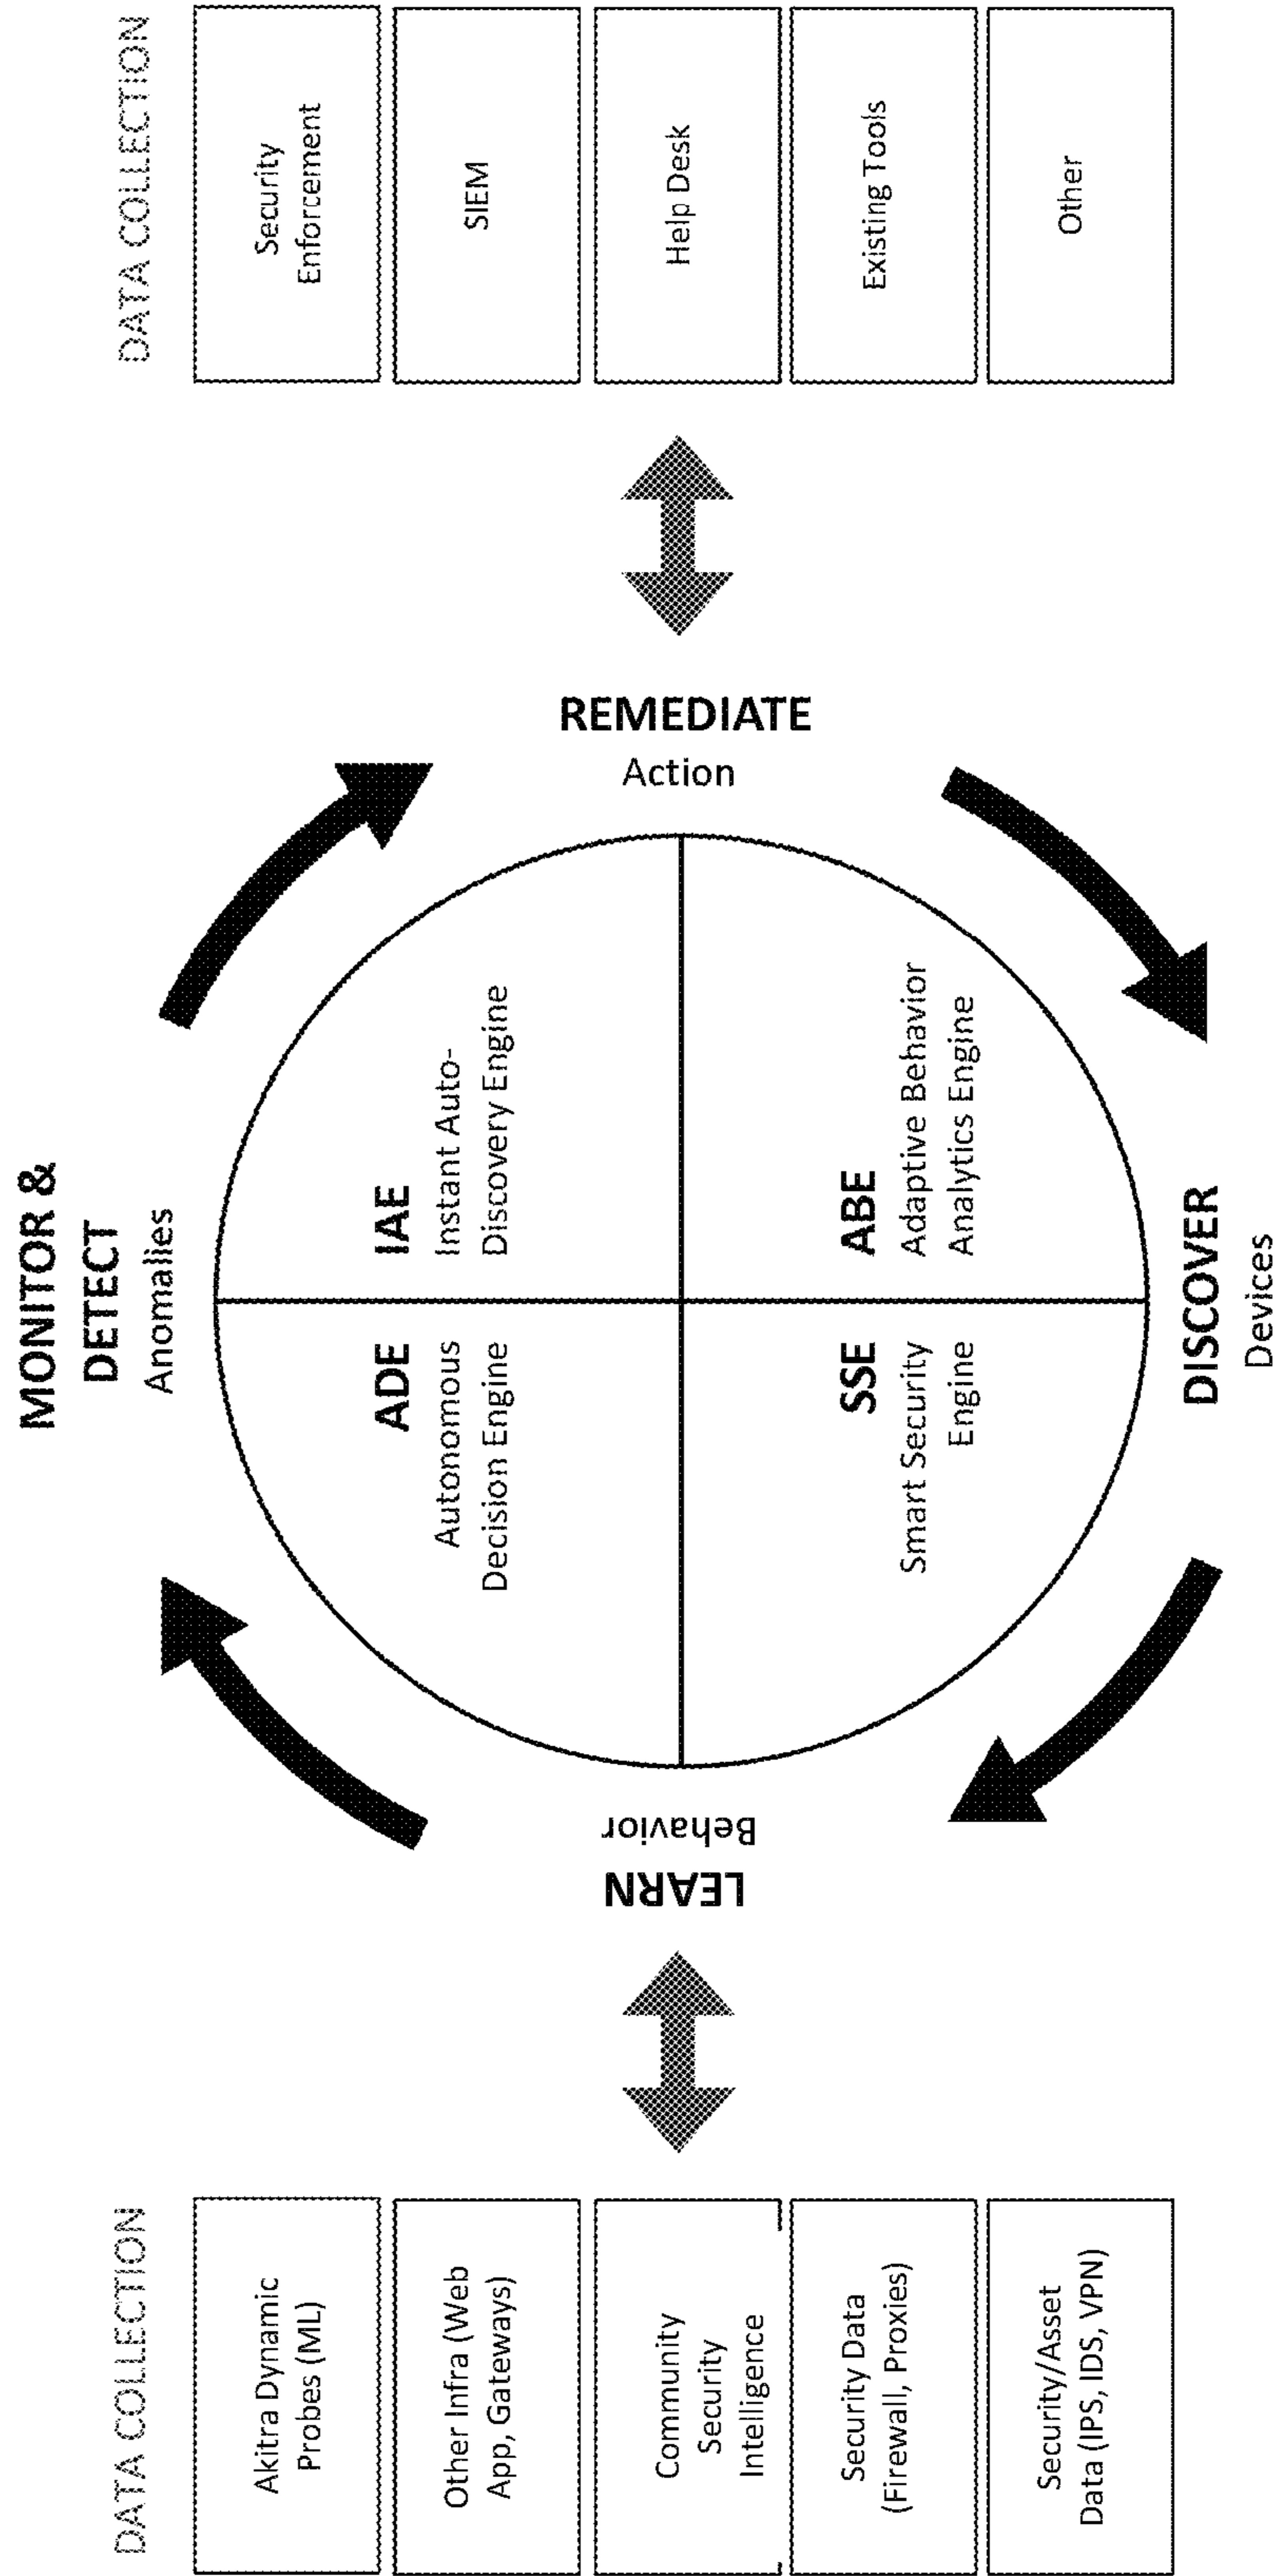 DATA COLLECTION
Akitra Dynamic
Probes (ML)
Other Infra (Web
App, Gateways)
Community
Security
Intelligence
Security Data
(Firewall, Proxies)
Security/Asset
Data (IPS, IDS, VPN)
LEARN
Behavior
MONITOR &
DETECT
Anomalies
ADE
Autonomous
Decision Engine
IAE
Instant Auto-
Discovery Engine
SSE
Smart Security
Engine
ABE
Adaptive Behavior
Analytics Engine
DISCOVER
Devices
REMEDIATE
Action
DATA COLLECTION
Security
Enforcement
SIEM
Help Desk
Existing Tools
Other